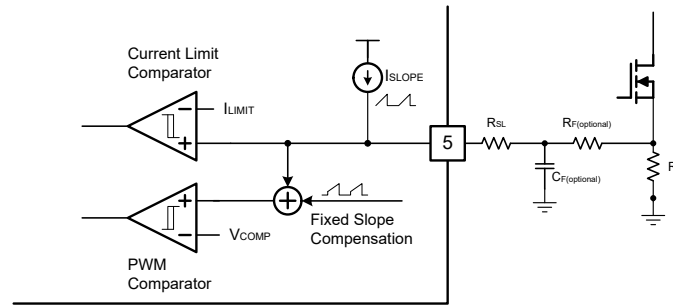 Current Limit
Comparator
ISLOPE
ILIMIT
5
RSL
RF(optional)
CF(optional)
R
Fixed Slope
Compensation
VCOMP
PWM
Comparator